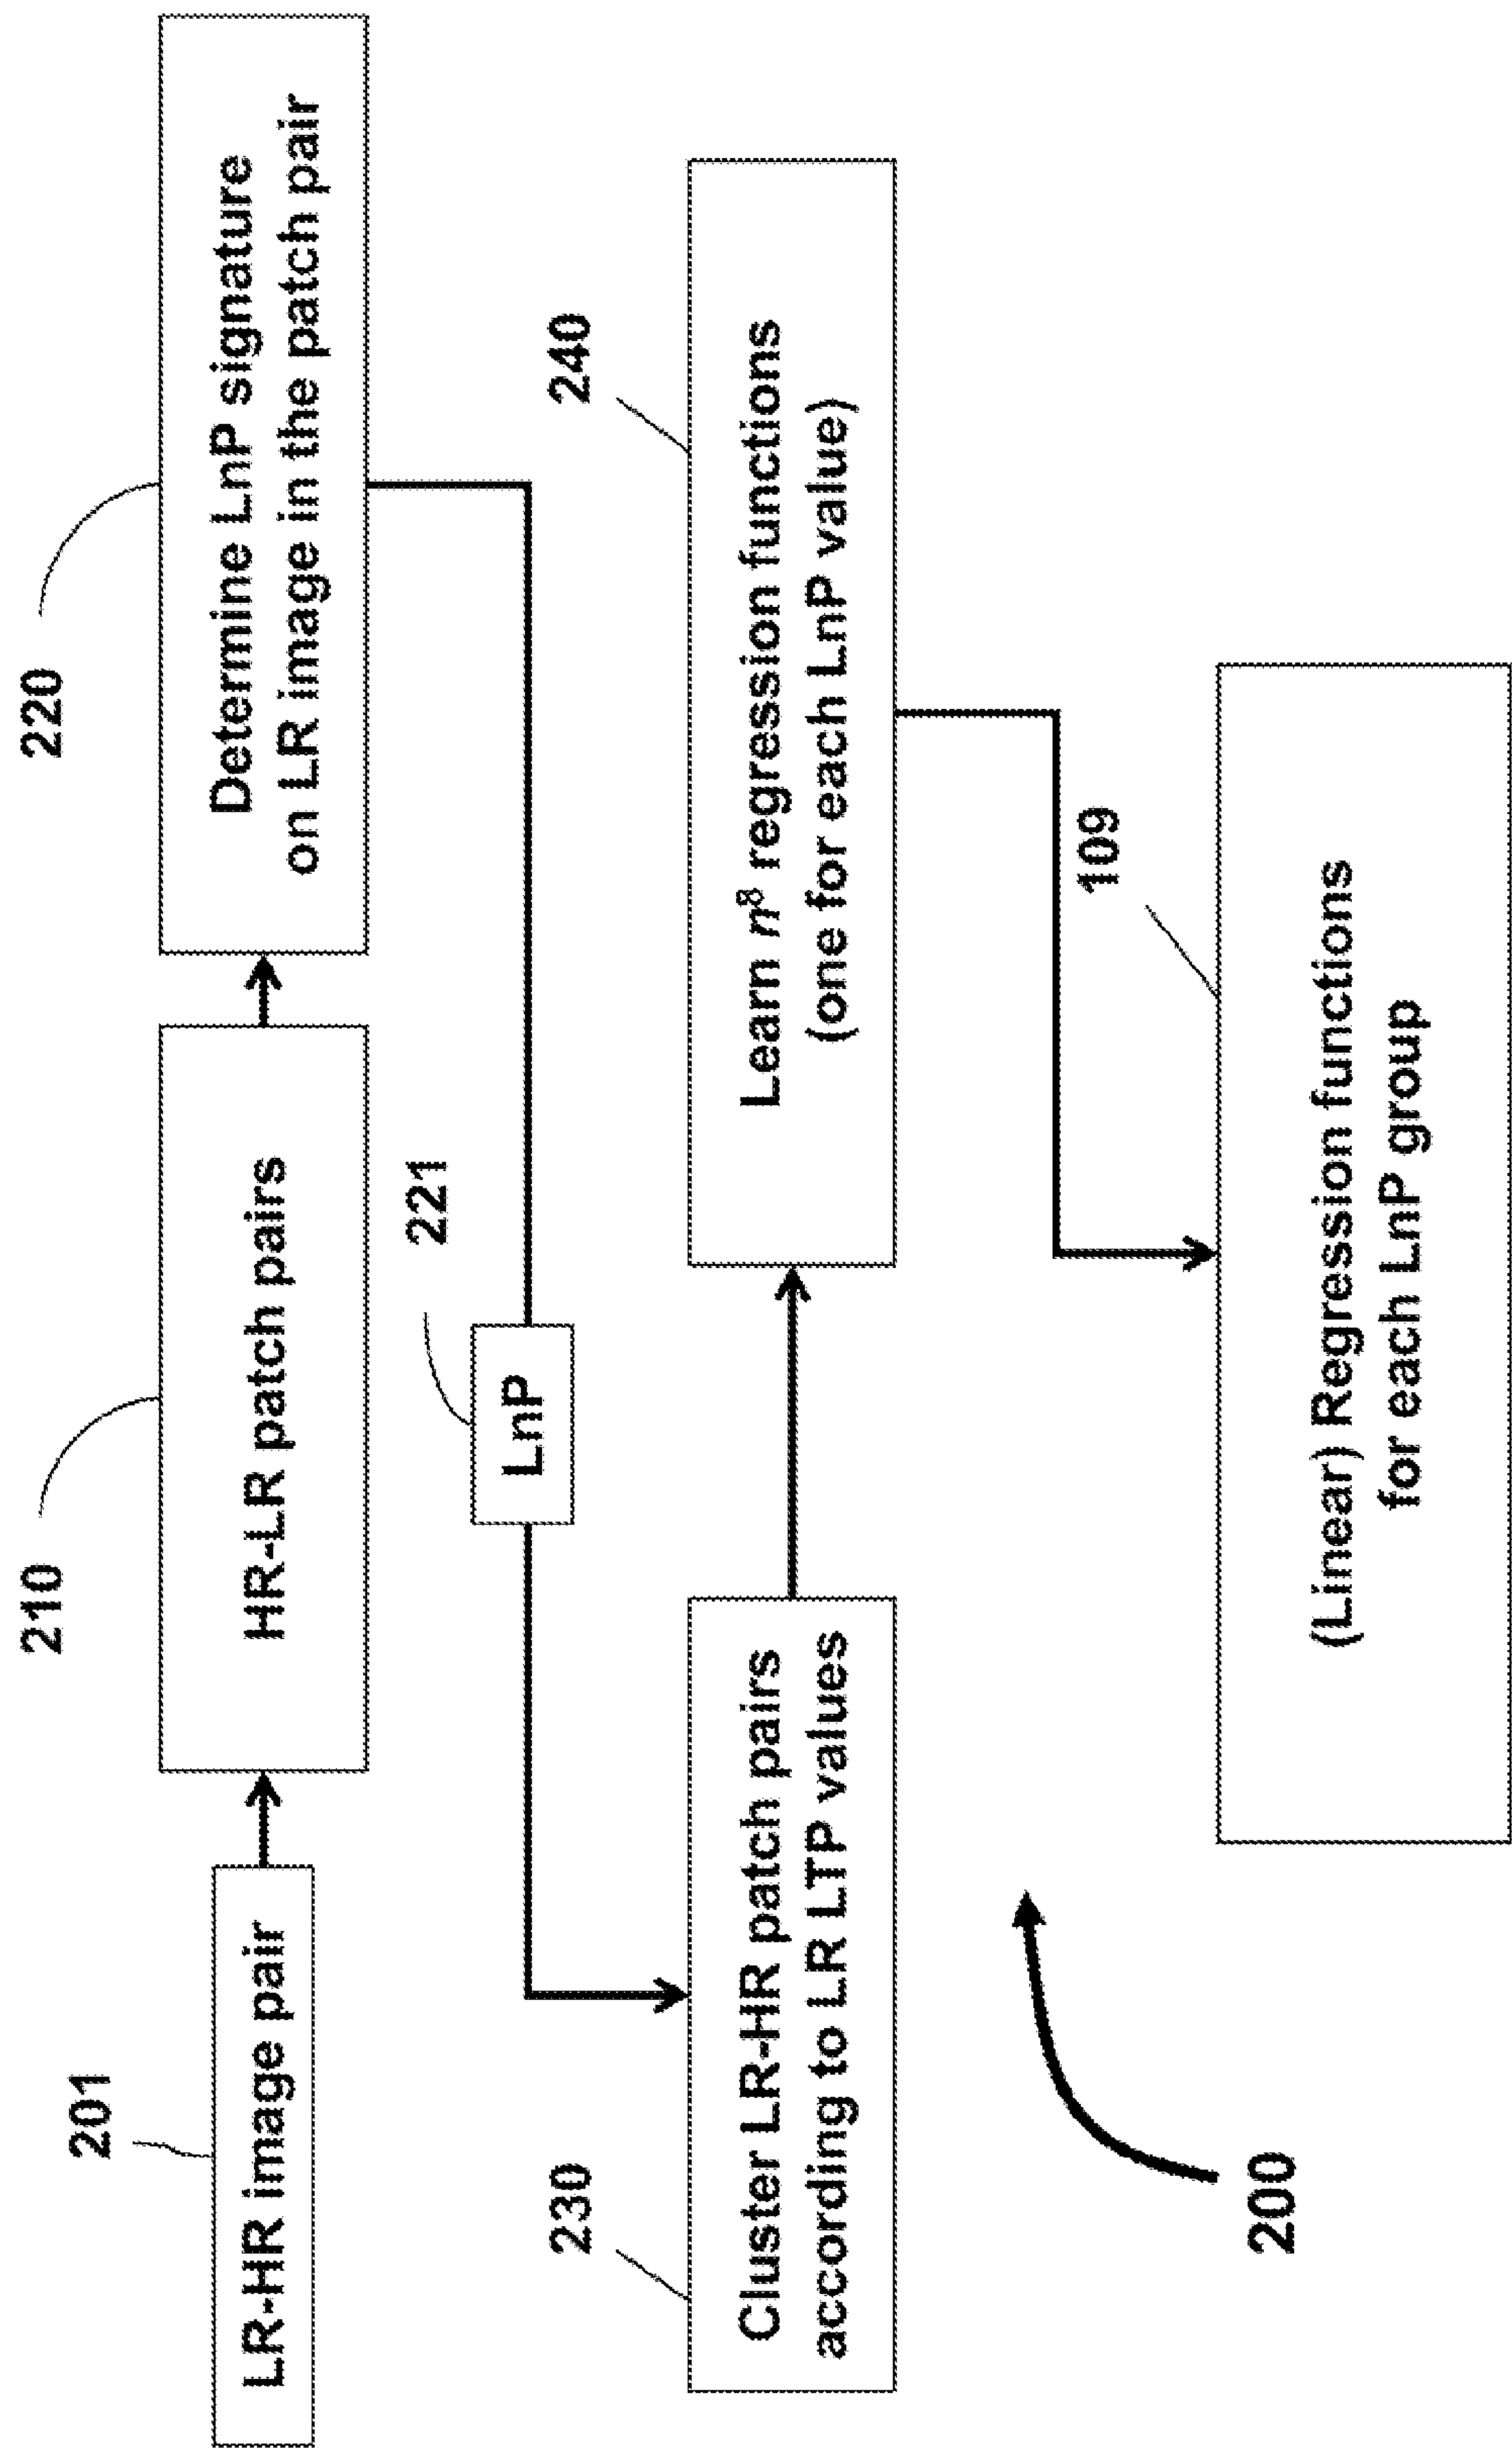 201
LR-HR image pair
210
HR-LR patch pairs
220
Determine LnP signature
on LR image in the patch pair
221
LnP
230
Cluster LR-HR patch pairs
according to LR LTP values
240
Learn n⁸ regression functions
(one for each LnP value)
109
(Linear) Regression functions
for each LnP group
200